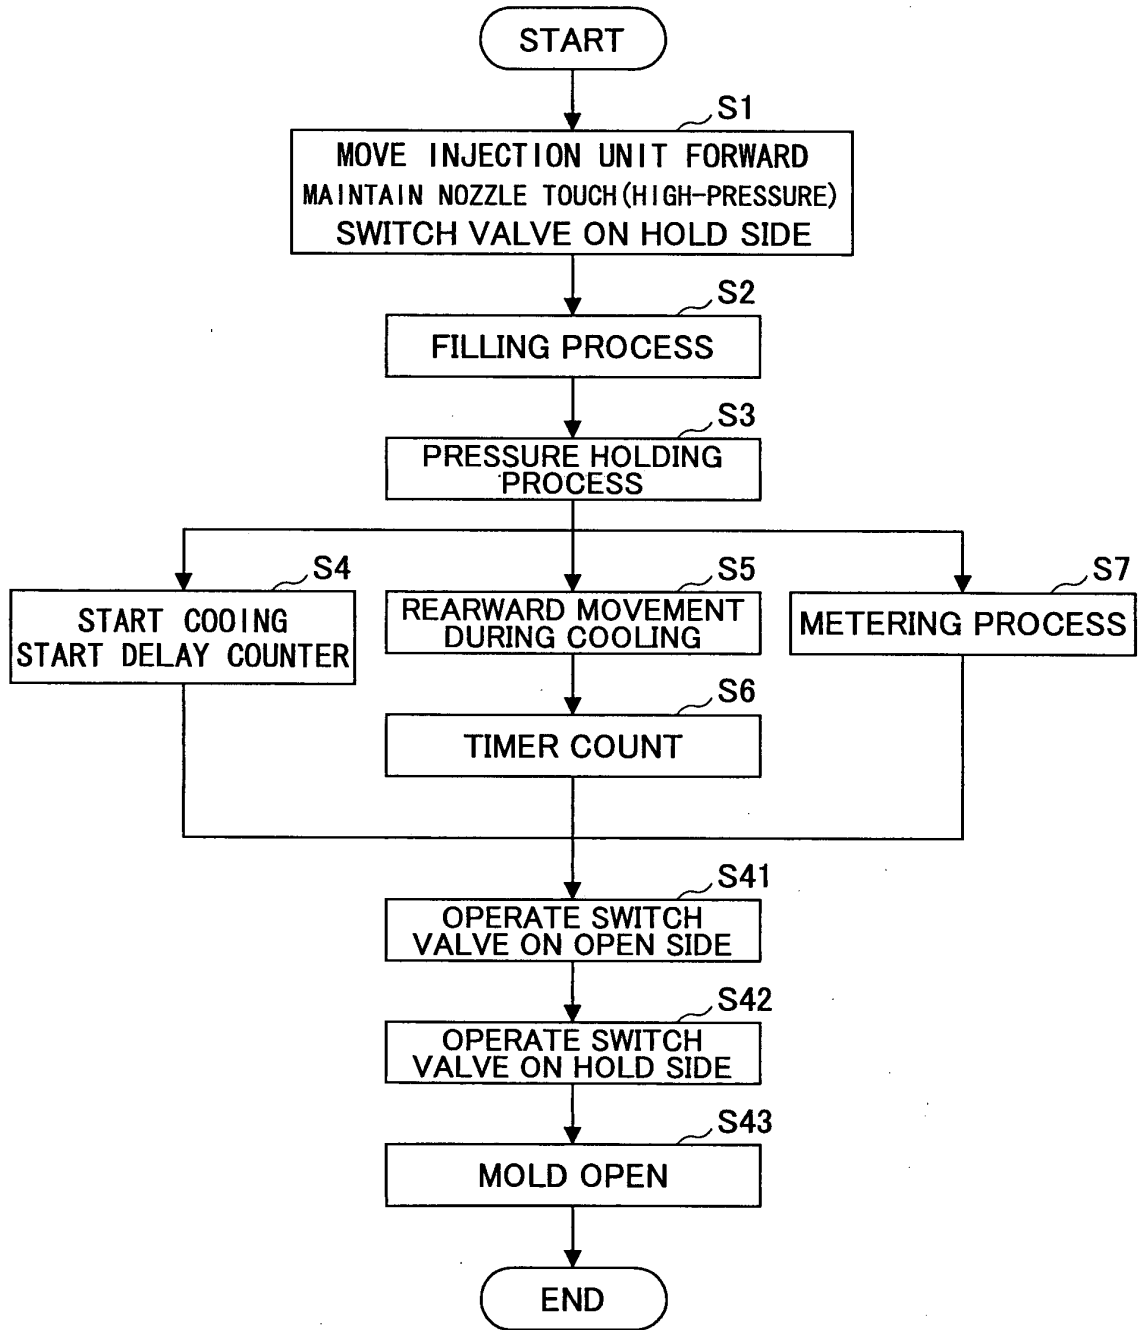 START
S1
MOVE INJECTION UNIT FORWARD
MAINTAIN NOZZLE TOUCH(HIGH-PRESSURE)
SWITCH VALVE ON HOLD SIDE
S2
FILLING PROCESS
S3
PRESSURE HOLDING
PROCESS
S4
START COOING
START DELAY COUNTER
S5
REARWARD MOVEMENT
DURING COOLING
S7
METERING PROCESS
S6
TIMER COUNT
S41
OPERATE SWITCH
VALVE ON OPEN SIDE
S42
OPERATE SWITCH
VALVE ON HOLD SIDE
S43
MOLD OPEN
END